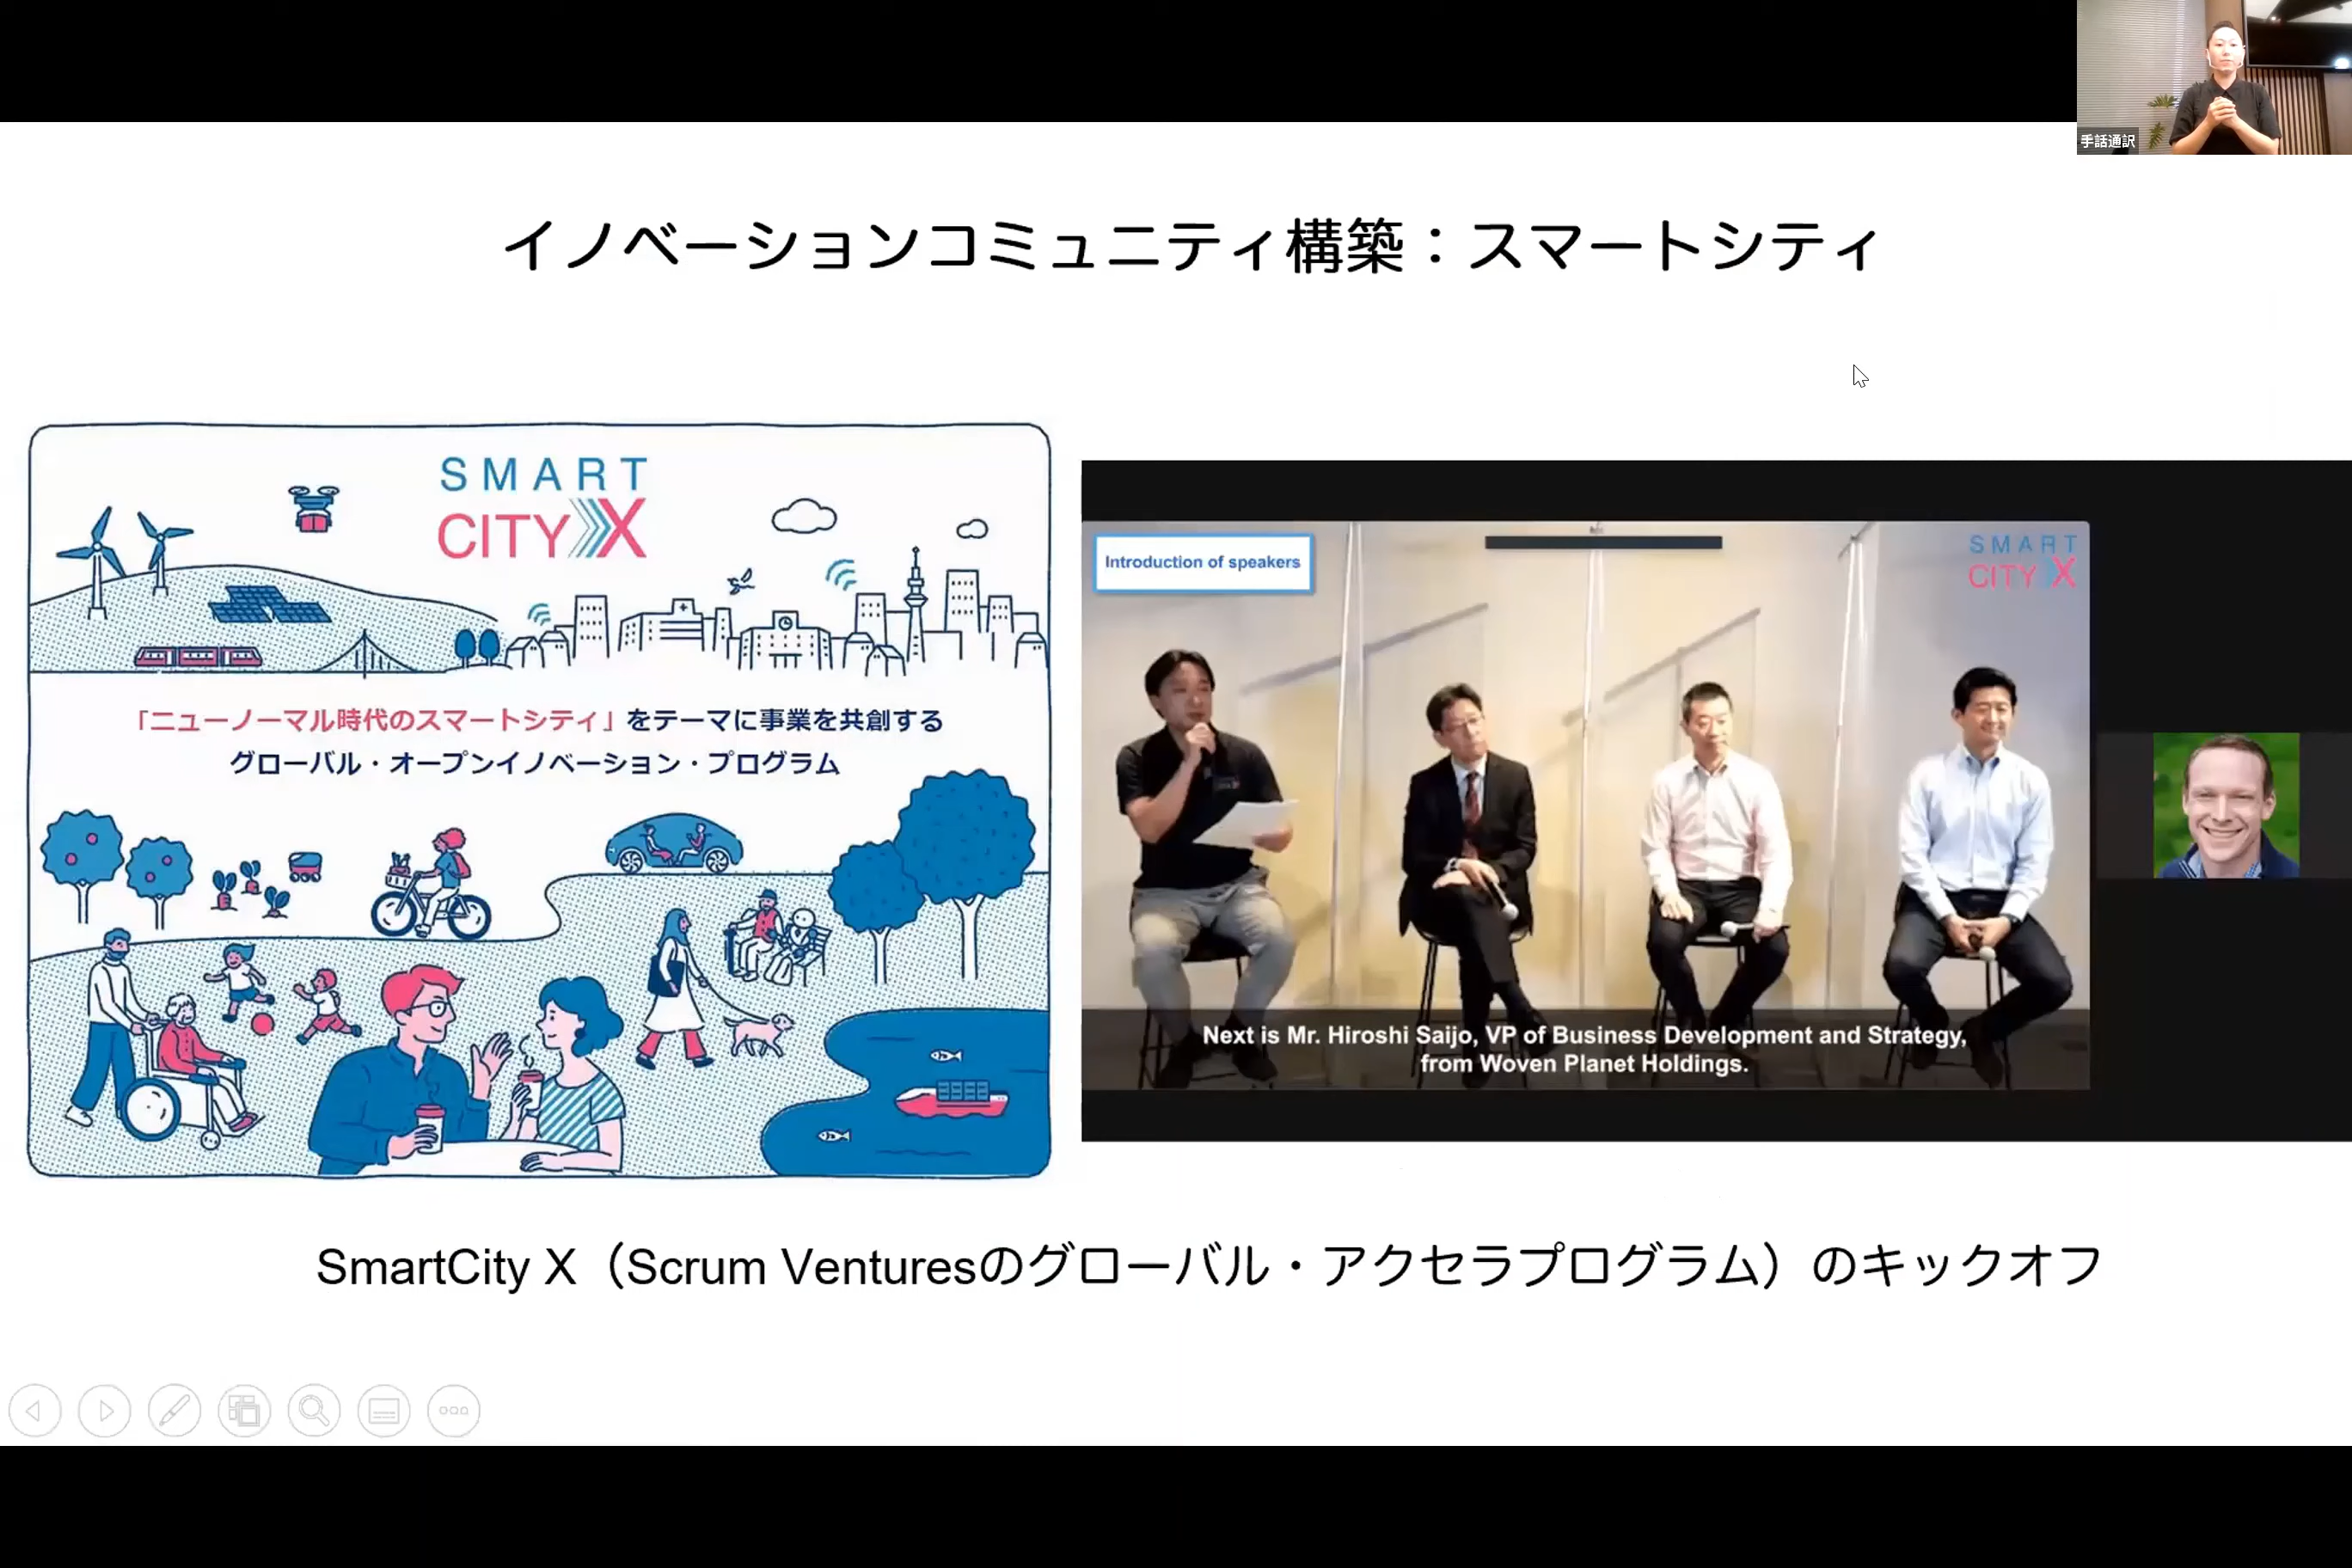 手話通訳
イノベーションコミュニティ構築：スマートシティ
SMART
CITY X
「ニューノーマル時代のスマートシティ」をテーマに事業を共創する
グローバル・オープンイノベーション・プログラム
Introduction of speakers
SMART
CITY X
Next is Mr. Hiroshi Saijo, VP of Business Development and Strategy,
from Woven Planet Holdings.
SmartCity X（Scrum Venturesのグローバル・アクセラプログラム）のキックオフ